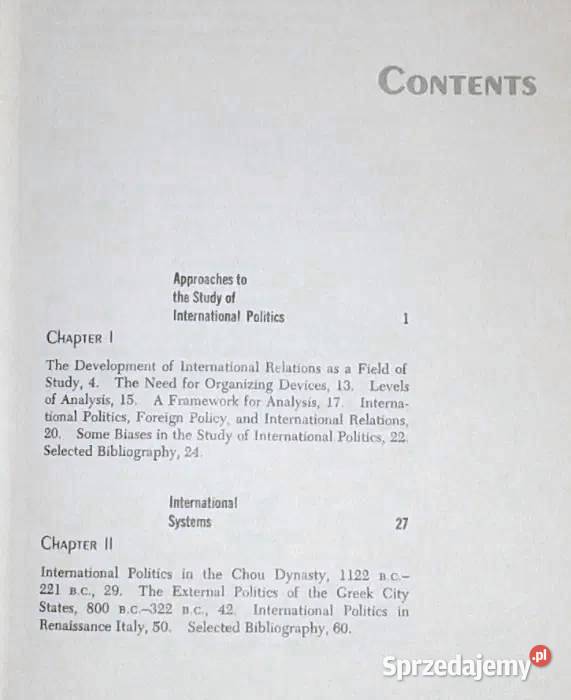 CONTENTS
Approaches to
the Study of
International Politics 1
CHAPTER I
The Development of International Relations as a Field of
Study, 4. The Need for Organizing Devices, 13. Levels
of Analysis, 15. A Framework for Analysis, 17. Interna-
tional Politics, Foreign Policy, and International Relations,
20. Some Biases in the Study of International Politics, 22.
Selected Bibliography, 24.
International
Systems 27
CHAPTER II
International Politics in the Chou Dynasty, 1122 B.C.–
221 B.C., 29. The External Politics of the Greek City
States, 800 B.C.–322 B.C., 42. International Politics in
Renaissance Italy, 50. Selected Bibliography, 60.
Sprzedajemy.pl